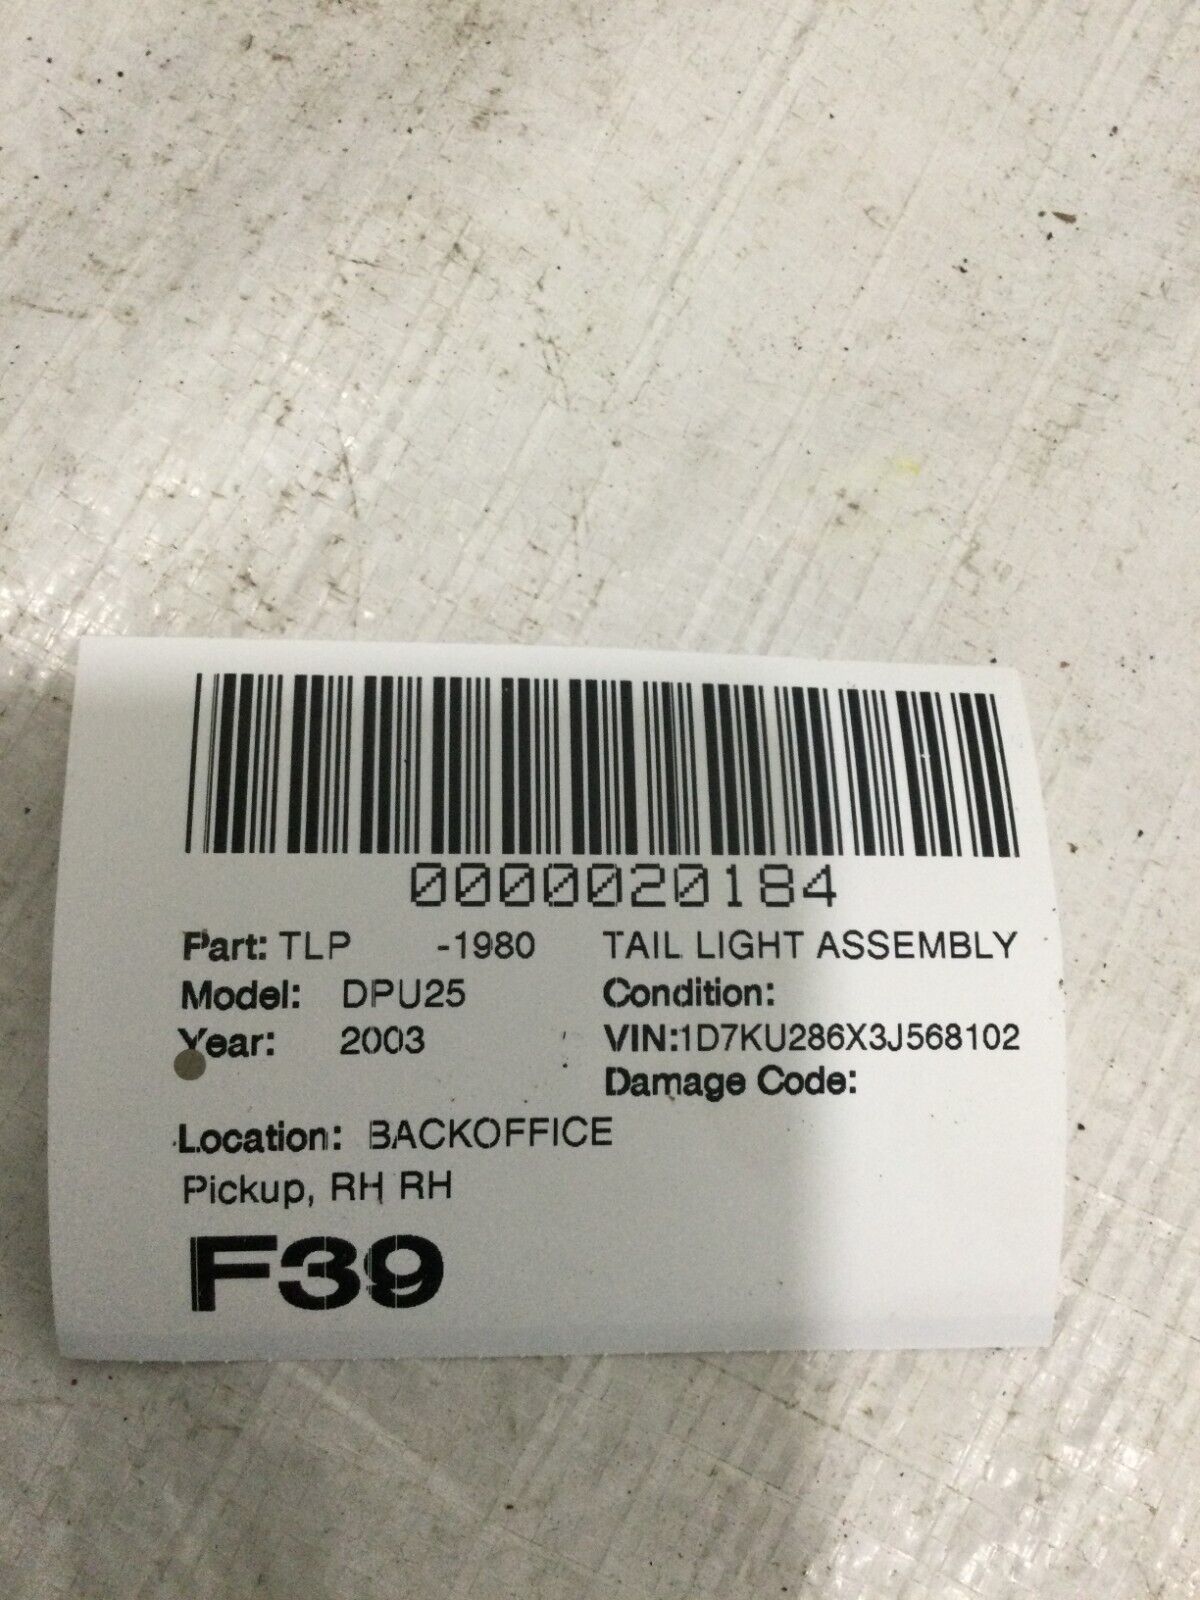 0000020184
Part: TLP -1980 TAIL LIGHT ASSEMBLY
Model: DPU25 Condition:
Year: 2003 VIN:1D7KU286X3J568102
Damage Code:
Location: BACKOFFICE
Pickup, RH RH
F39